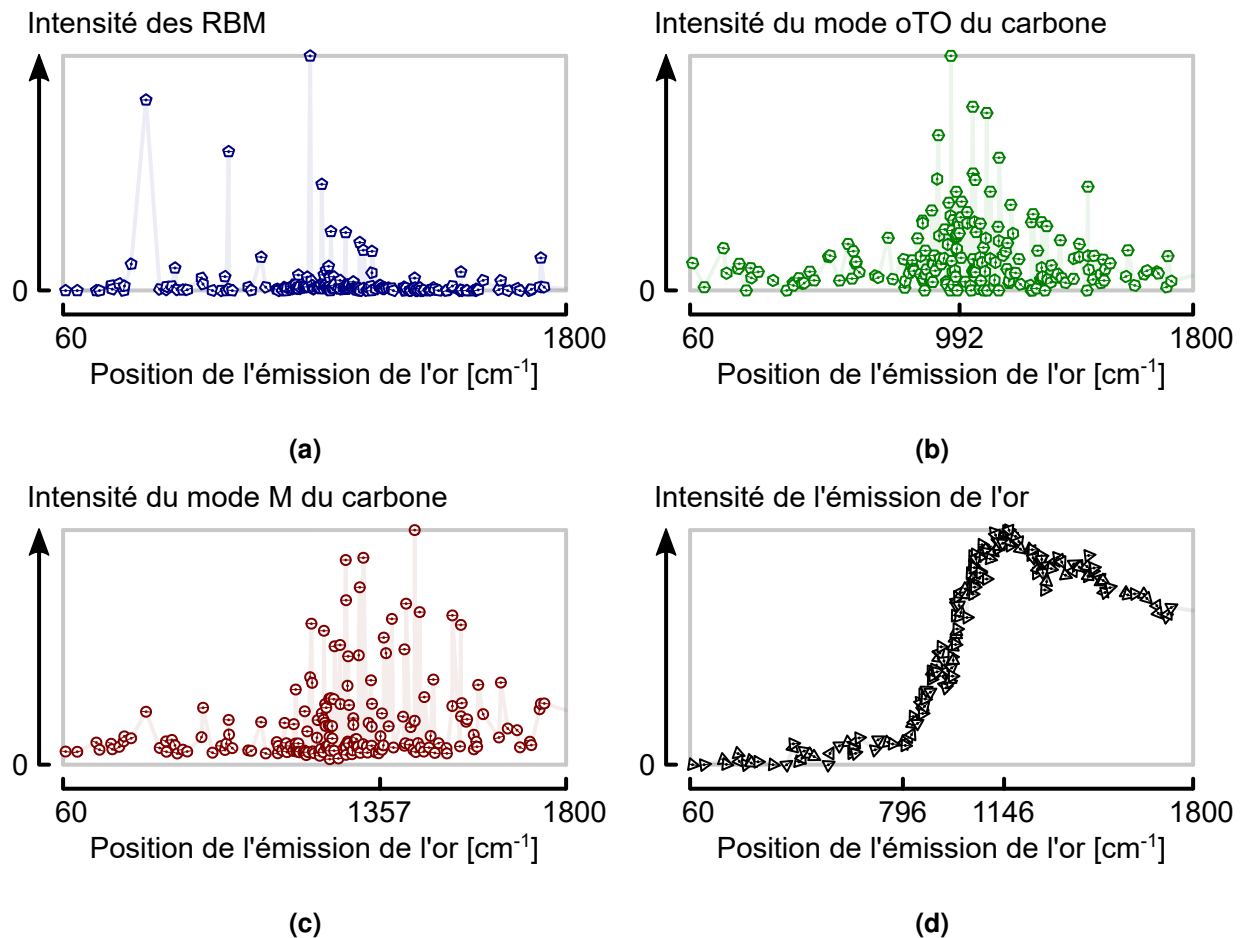 Intensité des RBM
0
60 1800
Position de l'émission de l'or [cm⁻¹]
(a)
Intensité du mode oTO du carbone
0
60 992 1800
Position de l'émission de l'or [cm⁻¹]
(b)
Intensité du mode M du carbone
0
60 1357 1800
Position de l'émission de l'or [cm⁻¹]
(c)
Intensité de l'émission de l'or
0
60 796 1146 1800
Position de l'émission de l'or [cm⁻¹]
(d)